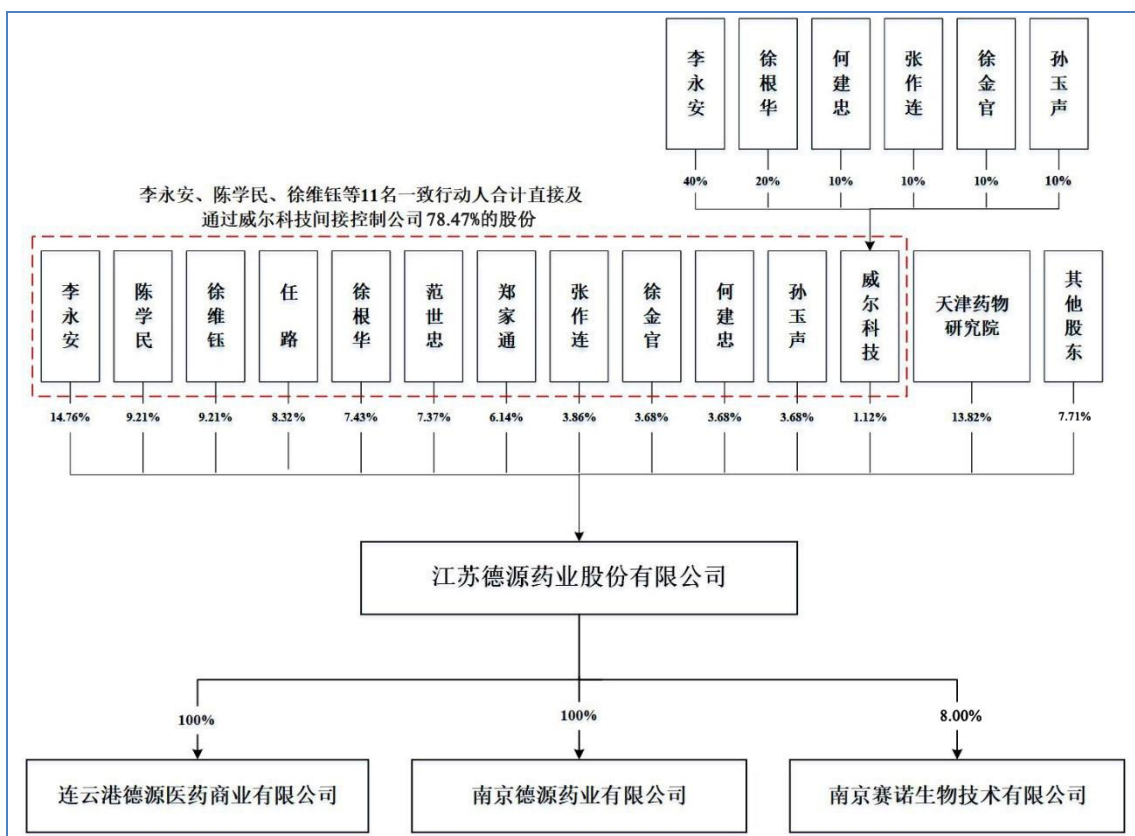 李永安
徐根华
何建忠
张作连
徐金官
孙玉声
40%
20%
10%
10%
10%
10%
李永安、陈学民、徐维钰等11名一致行动人合计直接及
通过威尔科技间接控制公司 78.47%的股份
李永安
陈学民
徐维钰
任路
徐根华
范世忠
郑家通
张作连
徐金官
何建忠
孙玉声
威尔科技
天津药物
研究院
其他股东
14.76%
9.21%
9.21%
8.32%
7.43%
7.37%
6.14%
3.86%
3.68%
3.68%
3.68%
1.12%
13.82%
7.71%
江苏德源药业股份有限公司
100%
100%
8.00%
连云港德源医药商业有限公司
南京德源药业有限公司
南京赛诺生物技术有限公司